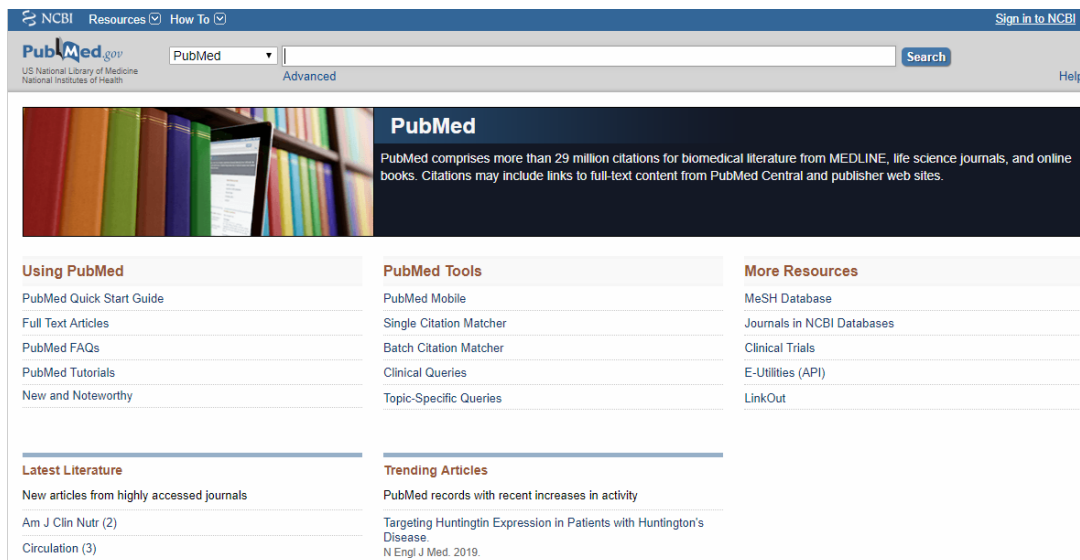 NCBI Resources How To Sign in to NCBI
PubMed.gov
US National Library of Medicine
National Institutes of Health
PubMed
Search
Advanced
Help
PubMed
PubMed comprises more than 29 million citations for biomedical literature from MEDLINE, life science journals, and online
books. Citations may include links to full-text content from PubMed Central and publisher web sites.
Using PubMed
PubMed Quick Start Guide
Full Text Articles
PubMed FAQs
PubMed Tutorials
New and Noteworthy
PubMed Tools
PubMed Mobile
Single Citation Matcher
Batch Citation Matcher
Clinical Queries
Topic-Specific Queries
More Resources
MeSH Database
Journals in NCBI Databases
Clinical Trials
E-Utilities (API)
LinkOut
Latest Literature
New articles from highly accessed journals
Am J Clin Nutr (2)
Circulation (3)
Trending Articles
PubMed records with recent increases in activity
Targeting Huntingtin Expression in Patients with Huntington's
Disease.
N Engl J Med. 2019.